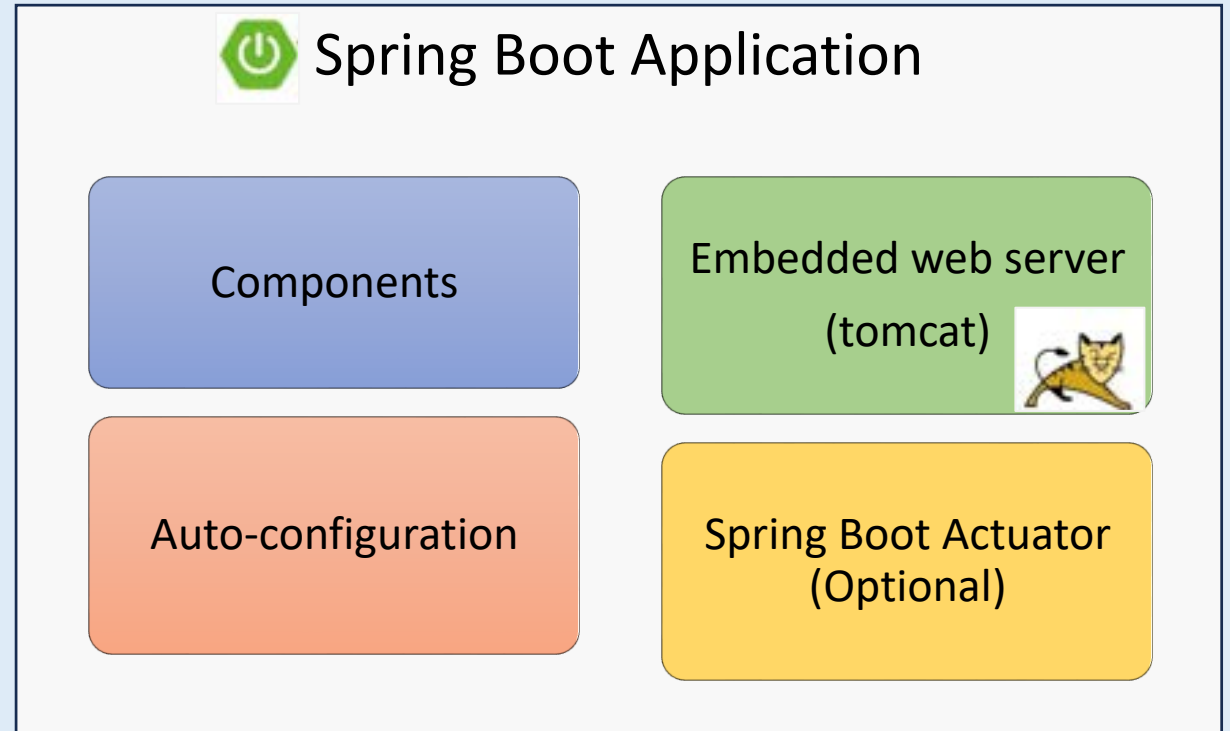 Spring Boot Application
Components
Embedded web server
(tomcat)
Auto-configuration
Spring Boot Actuator
(Optional)